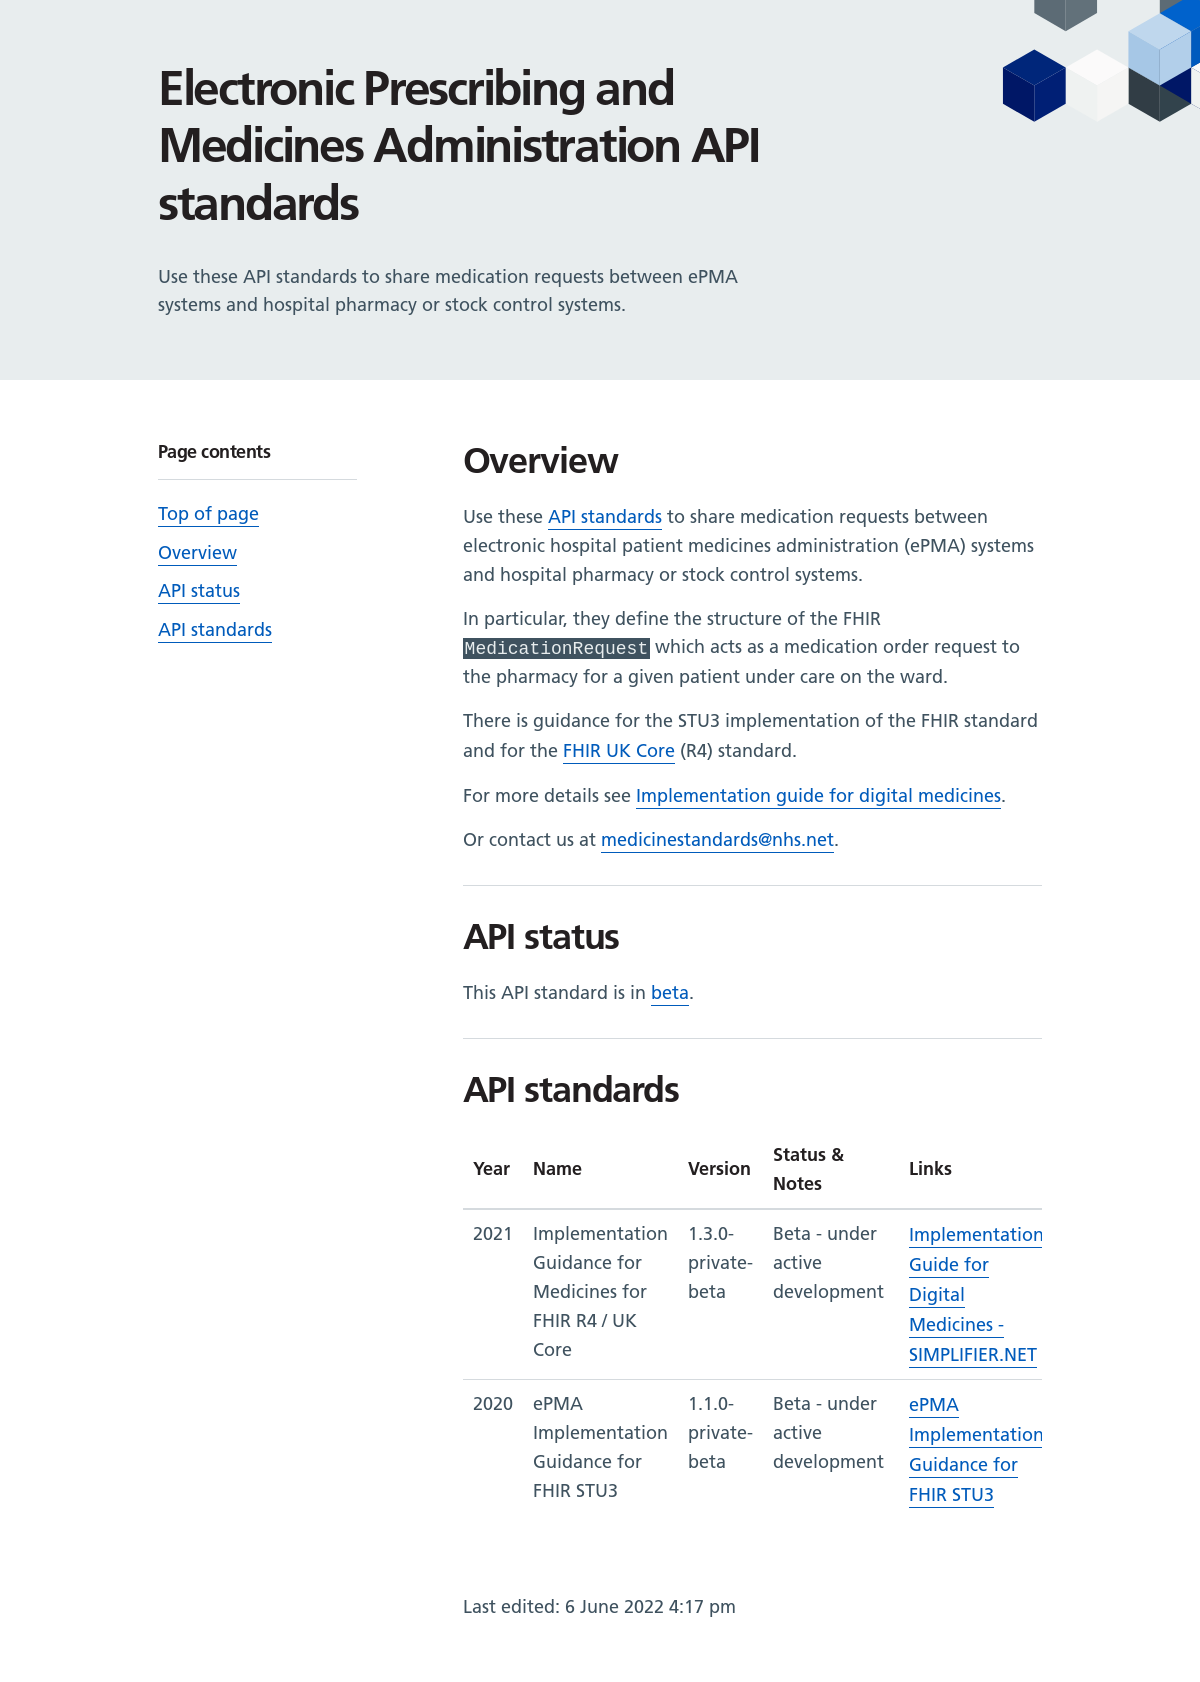 Electronic Prescribing and
Medicines Administration API
standards
Use these API standards to share medication requests between ePMA
systems and hospital pharmacy or stock control systems.
Page contents
Top of page
Overview
API status
API standards
Overview
Use these API standards to share medication requests between
electronic hospital patient medicines administration (ePMA) systems
and hospital pharmacy or stock control systems.
In particular, they define the structure of the FHIR
MedicationRequest which acts as a medication order request to
the pharmacy for a given patient under care on the ward.
There is guidance for the STU3 implementation of the FHIR standard
and for the FHIR UK Core (R4) standard.
For more details see Implementation guide for digital medicines.
Or contact us at medicinestandards@nhs.net.
API status
This API standard is in beta.
API standards
Year
Name
Version
Status &
Notes
Links
2021
Implementation
Guidance for
Medicines for
FHIR R4 / UK
Core
1.3.0-
private-
beta
Beta - under
active
development
Implementation
Guide for
Digital
Medicines -
SIMPLIFIER.NET
2020
ePMA
Implementation
Guidance for
FHIR STU3
1.1.0-
private-
beta
Beta - under
active
development
ePMA
Implementation
Guidance for
FHIR STU3
Last edited: 6 June 2022 4:17 pm